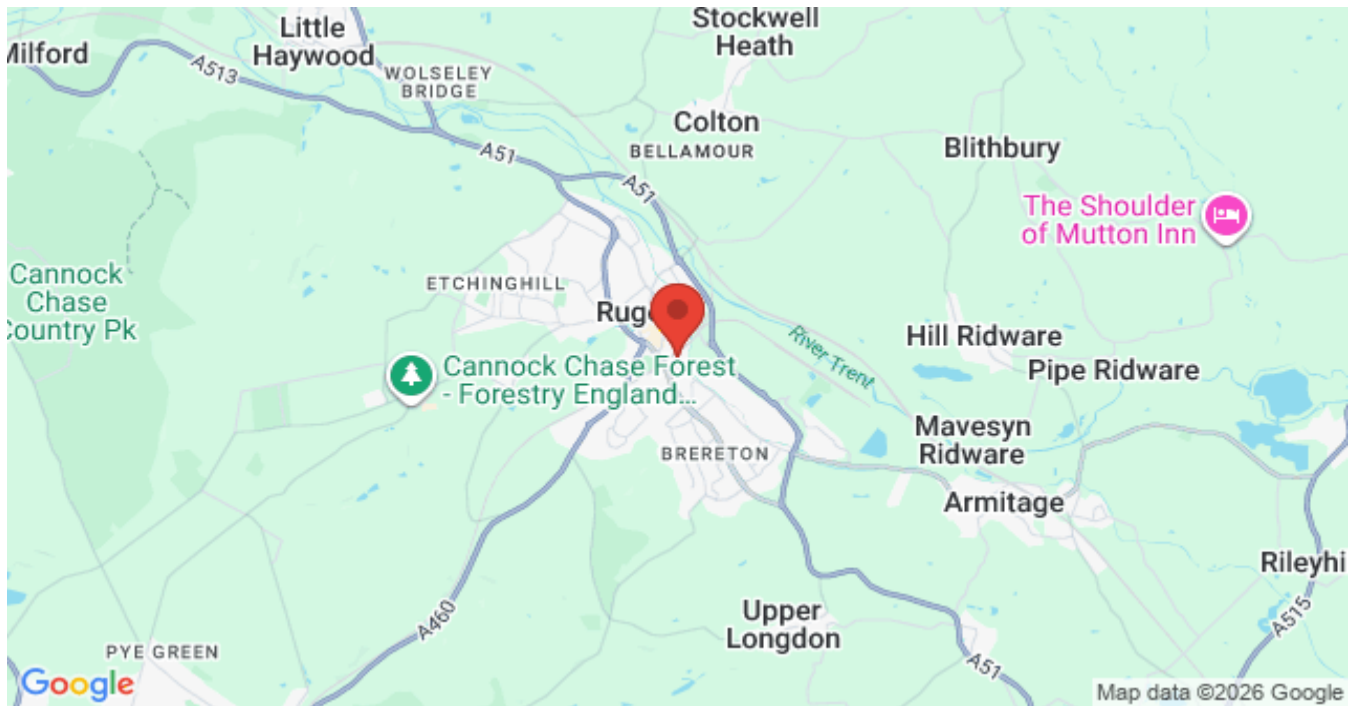 Stockwell
Heath
Little
Haywood
Milford
A513
WOLSELEY
BRIDGE
Colton
BELLAMOUR
Blithbury
A51
A51
The Shoulder
of Mutton Inn
Cannock
Chase
Country Pk
ETCHINGHILL
Ruge
River Trent
Hill Ridware
Pipe Ridware
Cannock Chase Forest
- Forestry England...
Mavesyn
Ridware
BRERETON
Armitage
Rileyhi
A460
Upper
Longdon
A515
PYE GREEN
A51
Google
Map data ©2026 Google